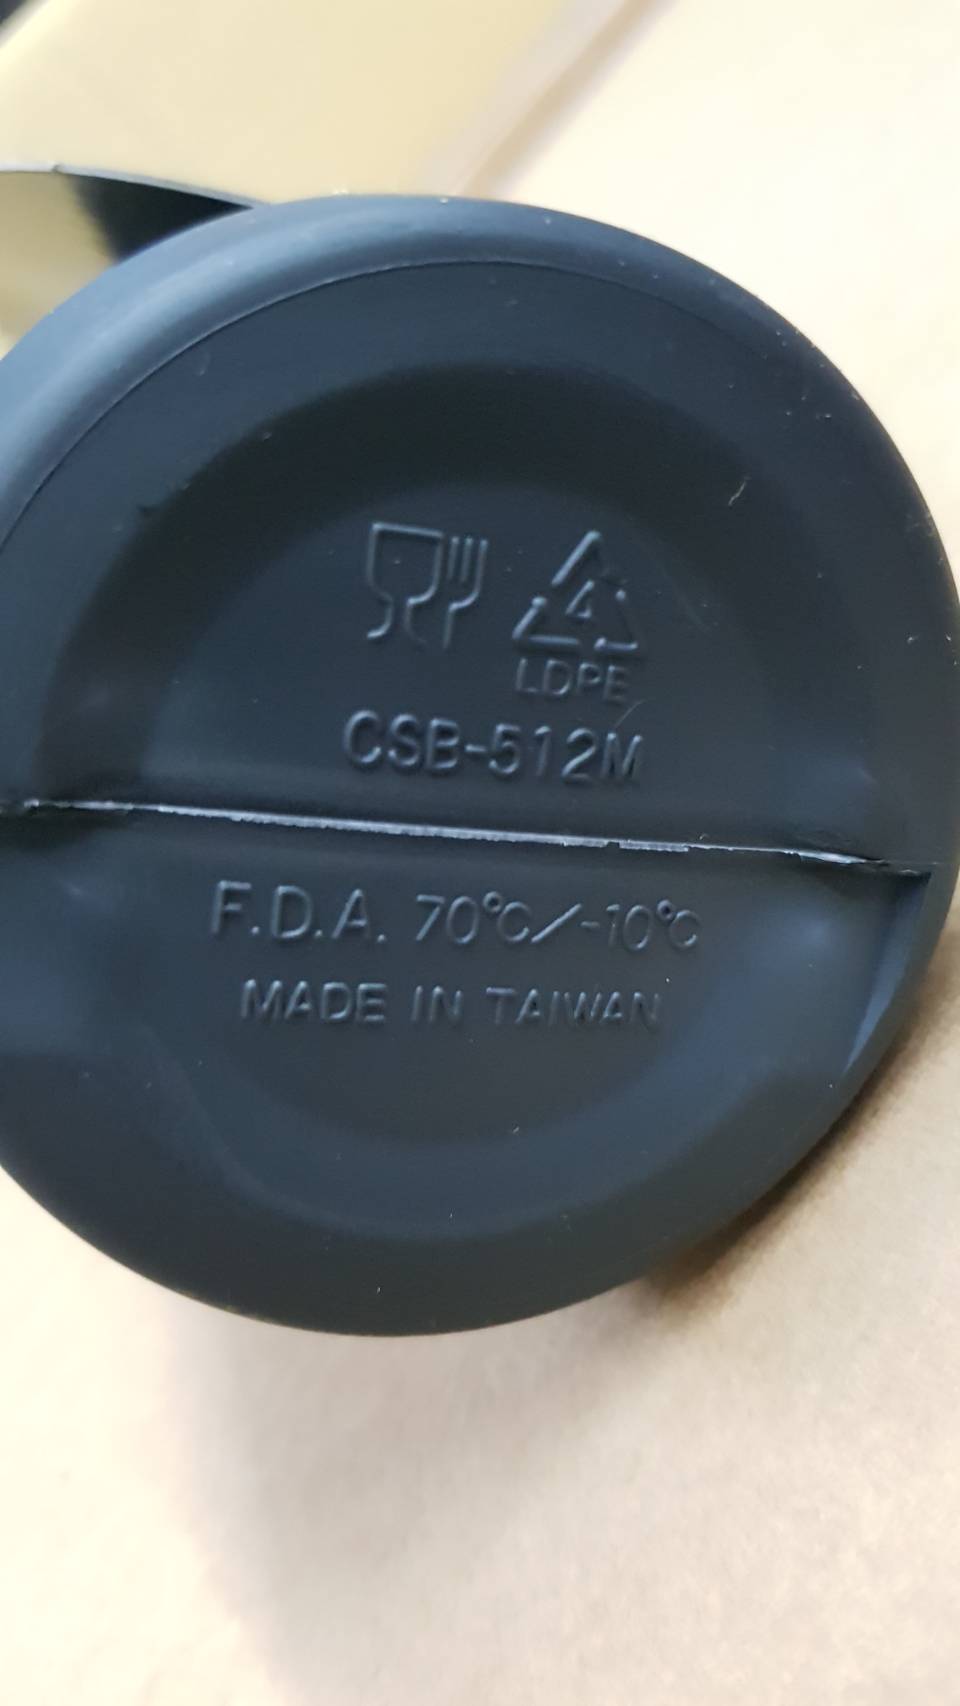 4
LDPE
CSB-512M
F.D.A. 70℃/-10℃
MADE IN TAIWAN